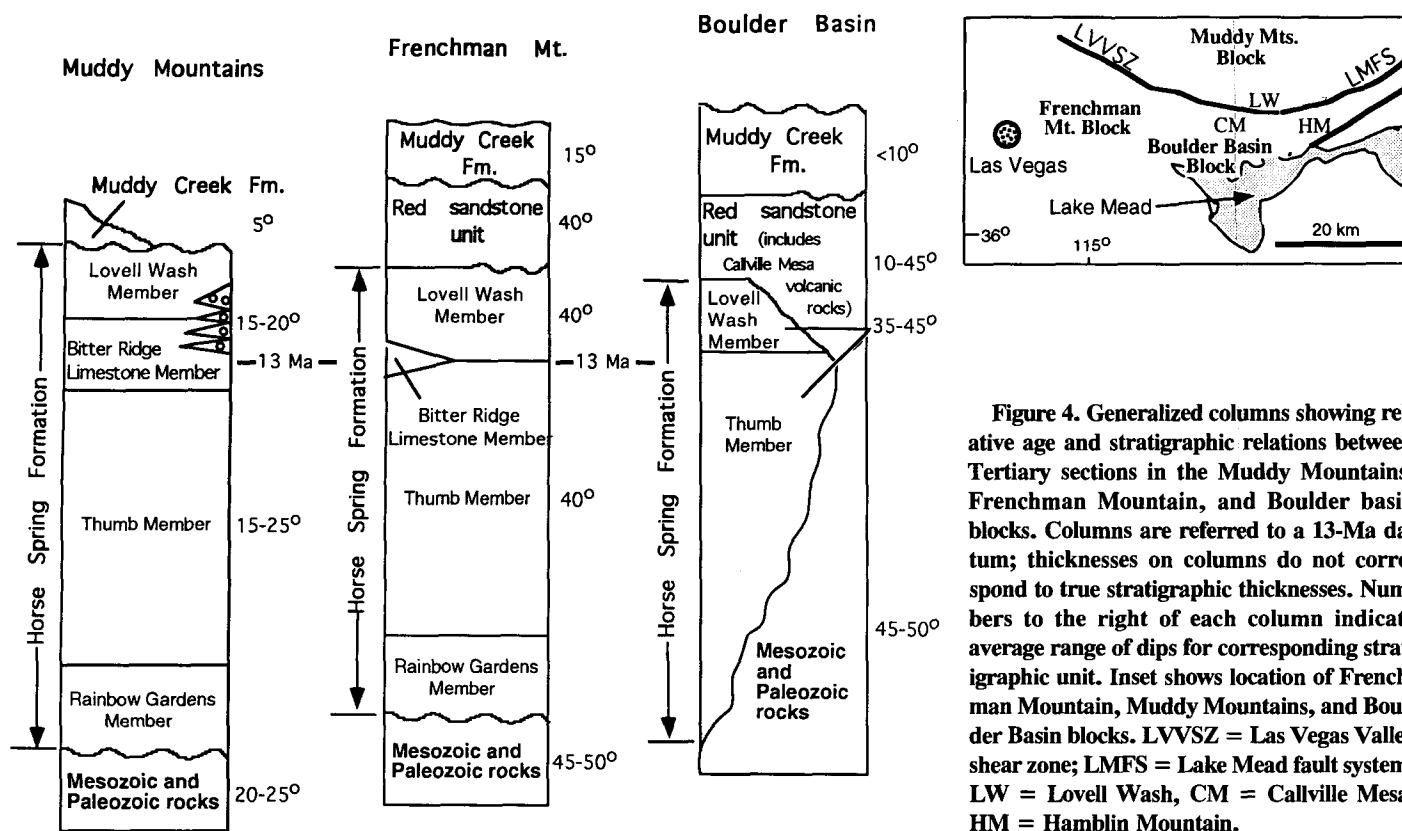 Muddy Mountains
Muddy Creek Fm.
5°
Lovell Wash
Member
15-20°
Bitter Ridge
Limestone Member
13 Ma
Thumb Member
15-25°
Rainbow Gardens
Member
Mesozoic and
Paleozoic rocks
20-25°
Horse Spring Formation
Frenchman Mt.
Muddy Creek
Fm.
15°
Red sandstone
unit
40°
Lovell Wash
Member
40°
13 Ma
Bitter Ridge
Limestone Member
Thumb Member
40°
Rainbow Gardens
Member
Mesozoic and
Paleozoic rocks
45-50°
Horse Spring Formation
Boulder Basin
Muddy Creek
Fm.
<10°
Red sandstone
unit (includes
Callville Mesa
volcanic
rocks)
10-45°
Lovell
Wash
Member
35-45°
Thumb
Member
45-50°
Mesozoic
and
Paleozoic
rocks
Horse Spring Formation
LVVSZ
Muddy Mts.
Block
LMFS
LW
Frenchman
Mt. Block
CM
HM
Boulder Basin
Block
Las Vegas
Lake Mead
36°
115°
20 km
Figure 4. Generalized columns showing rel
ative age and stratigraphic relations between
Tertiary sections in the Muddy Mountains
Frenchman Mountain, and Boulder basi
blocks. Columns are referred to a 13-Ma da
tum; thicknesses on columns do not corre
spond to true stratigraphic thicknesses. Num
bers to the right of each column indicat
average range of dips for corresponding strat
igraphic unit. Inset shows location of French
man Mountain, Muddy Mountains, and Boul
der Basin blocks. LVVSZ = Las Vegas Valle
shear zone; LMFS = Lake Mead fault system
LW = Lovell Wash, CM = Callville Mesa
HM = Hamblin Mountain.